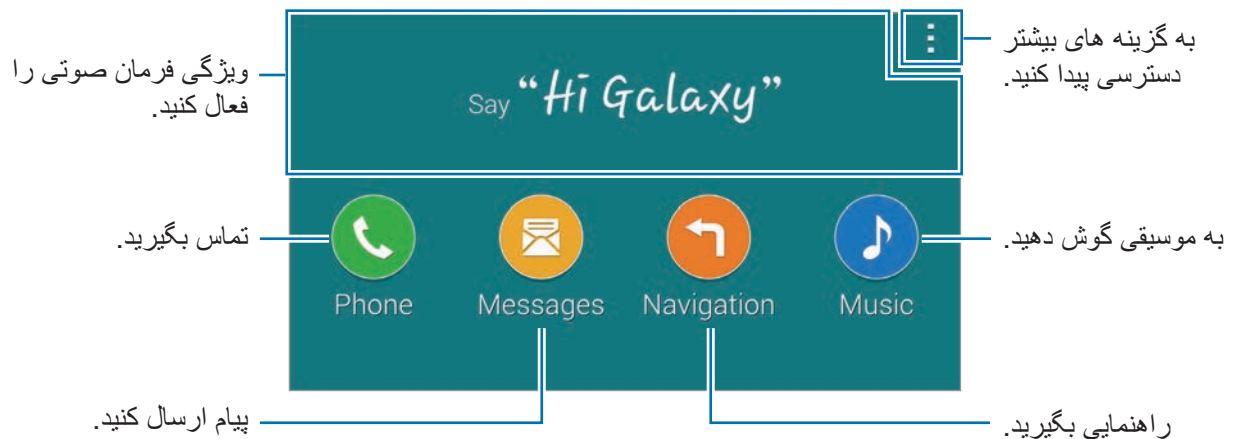 به گزینه های بیشتر
دسترسی پیدا کنید.
ویژگی فرمان صوتی را
فعال کنید.
Say “Hi Galaxy”
به موسیقی گوش دهید.
تماس بگیرید.
Phone Messages Navigation Music
راهنمایی بگیرید.
پیام ارسال کنید.